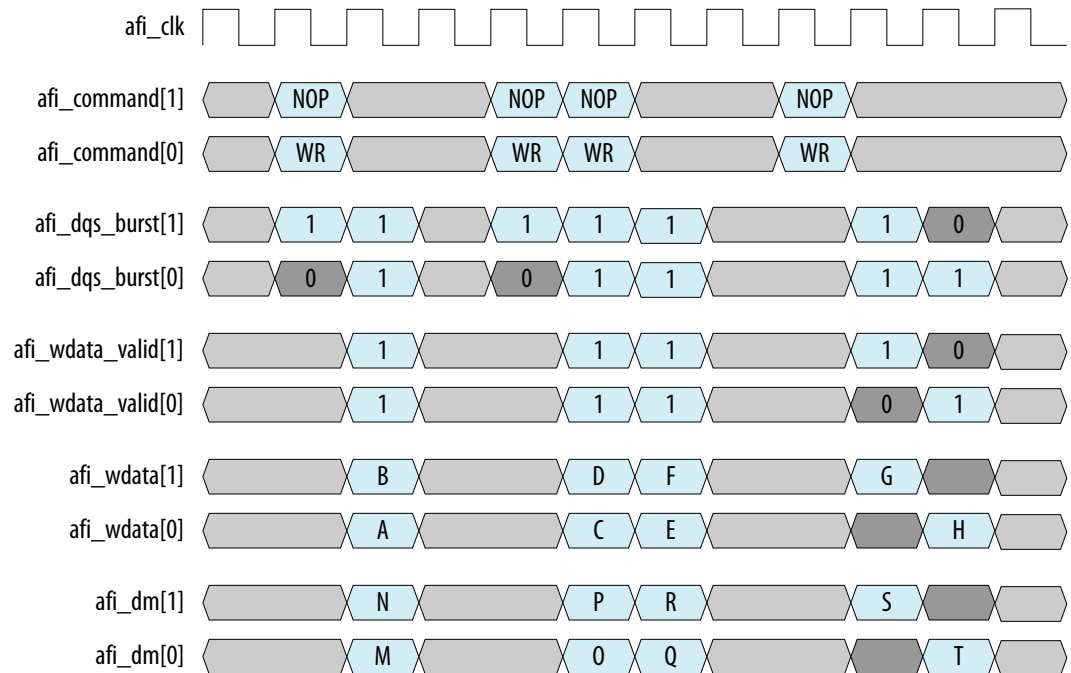 afi_clk
afi_command[1] NOP NOP NOP NOP
afi_command[0] WR WR WR WR
afi_dqs_burst[1] 1 1 1 1 1 1 0
afi_dqs_burst[0] 0 1 0 1 1 1 1
afi_wdata_valid[1] 1 1 1 1 0
afi_wdata_valid[0] 1 1 1 0 1
afi_wdata[1] B D F G
afi_wdata[0] A C E H
afi_dm[1] N P R S
afi_dm[0] M O Q T